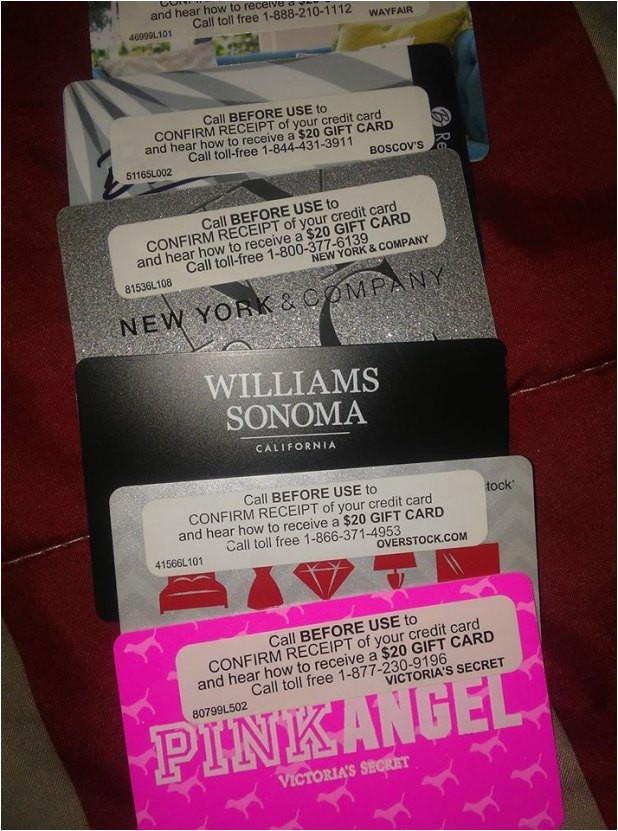 and hear how to receive a $20
Call toll free 1-888-210-1112
46999L101
WAYFAIR
Call BEFORE USE to
CONFIRM RECEIPT of your credit card
and hear how to receive a $20 GIFT CARD
Call toll-free 1-844-431-3911
51165L002
BOSCOV'S
Re
Call BEFORE USE to
CONFIRM RECEIPT of your credit card
and hear how to receive a $20 GIFT CARD
Call toll-free 1-800-377-6139
NEW YORK & COMPANY
81536L108
NEW YORK & COMPANY
WILLIAMS
SONOMA
CALIFORNIA
tock
Call BEFORE USE to
CONFIRM RECEIPT of your credit card
and hear how to receive a $20 GIFT CARD
Call toll free 1-866-371-4953
OVERSTOCK.COM
41566L101
Call BEFORE USE to
CONFIRM RECEIPT of your credit card
and hear how to receive a $20 GIFT CARD
Call toll free 1-877-230-9196
VICTORIA'S SECRET
80799L502
PINK ANGEL
VICTORIA'S SECRET